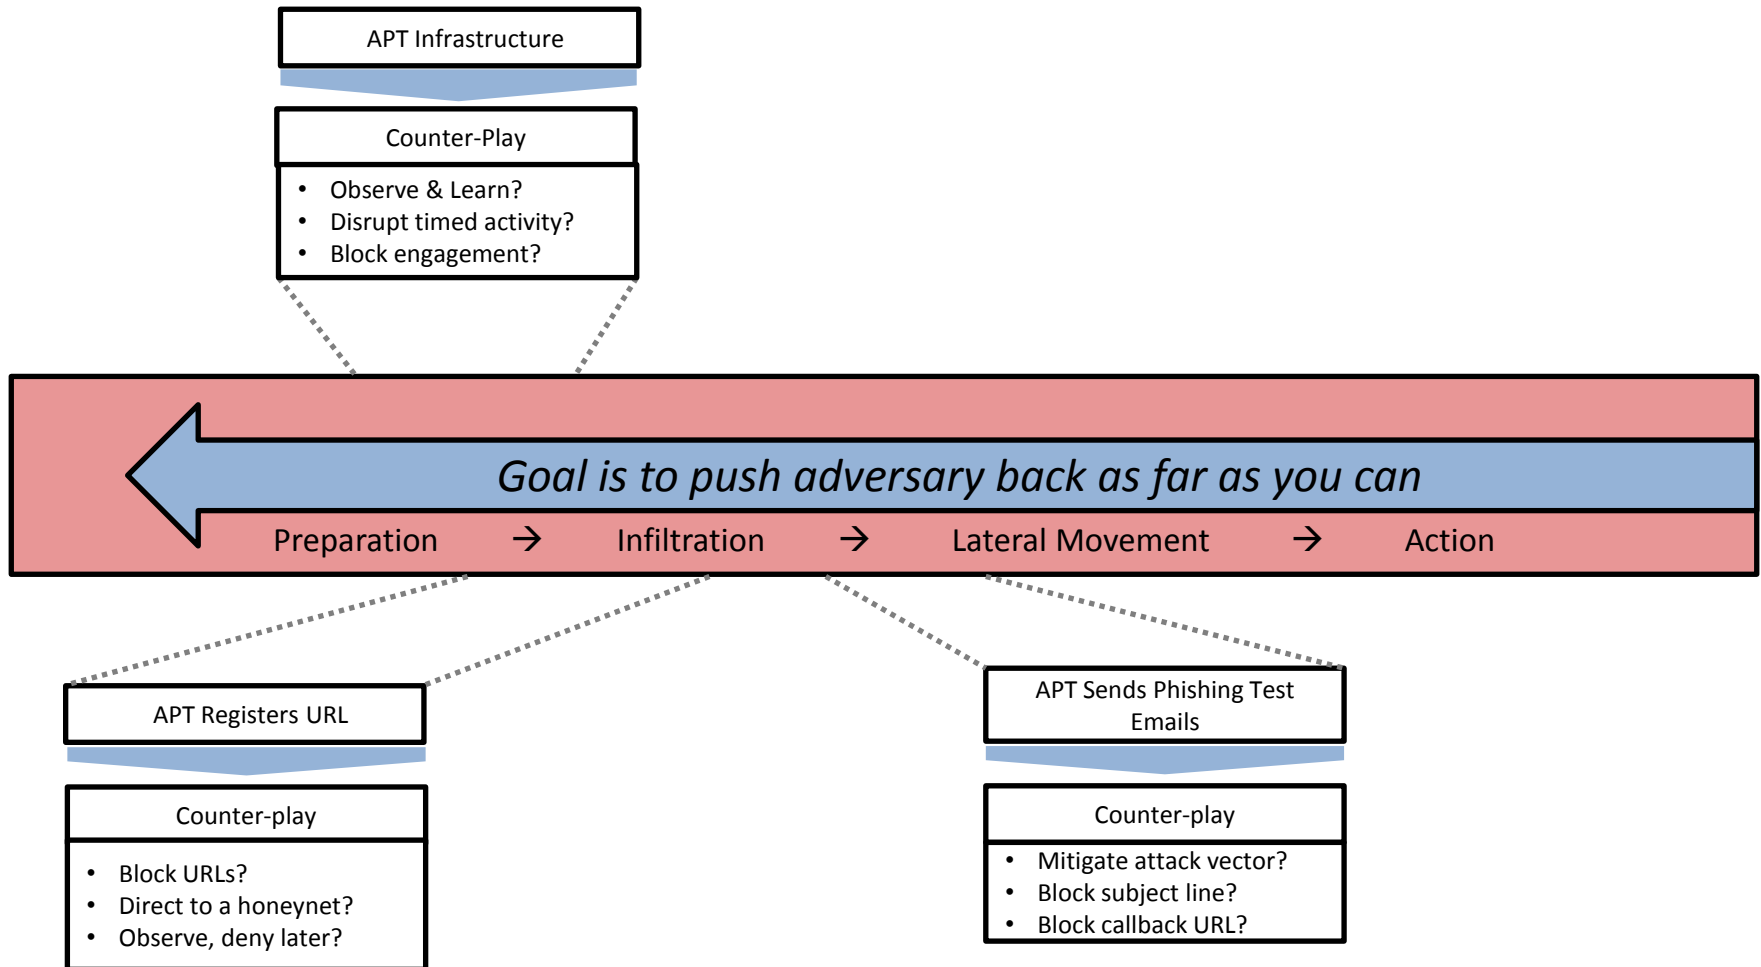 APT Infrastructure
Counter-Play
• Observe & Learn?
• Disrupt timed activity?
• Block engagement?
Goal is to push adversary back as far as you can
Preparation → Infiltration → Lateral Movement → Action
APT Registers URL
Counter-play
• Block URLs?
• Direct to a honeynet?
• Observe, deny later?
APT Sends Phishing Test
Emails
Counter-play
• Mitigate attack vector?
• Block subject line?
• Block callback URL?